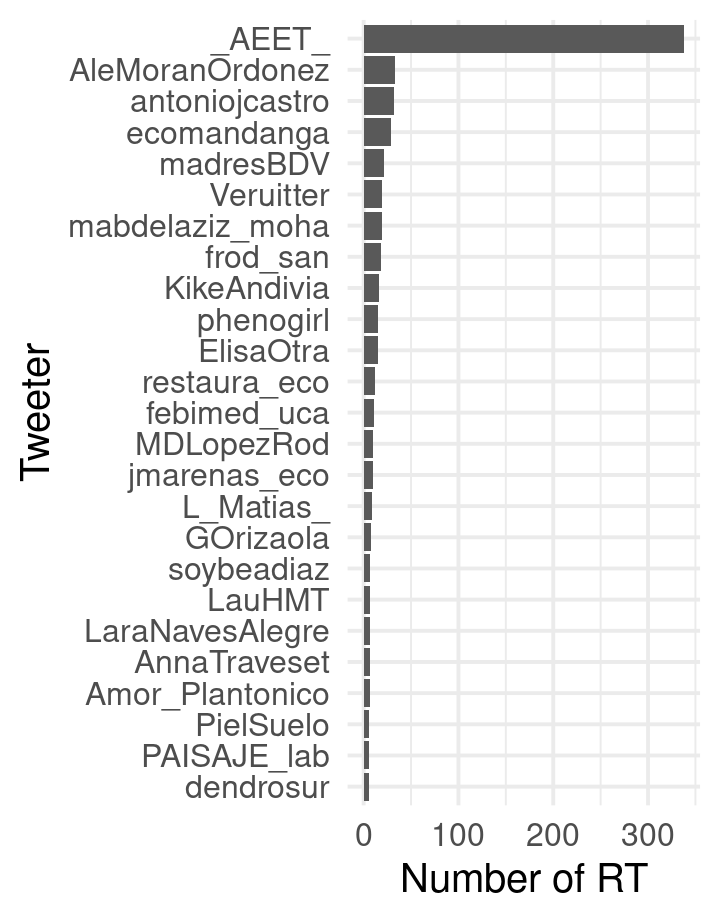 _AEET_
AleMoranOrdonez
antoniojcastro
ecomandanga
madresBDV
Veruitter
mabdelaziz_moha
frod_san
KikeAndivia
phenogirl
ElisaOtra
restaura_eco
febimed_uca
MDLopezRod
jmarenas_eco
L_Matias_
GOrizaola
soybeadiaz
LauHMT
LaraNavesAlegre
AnnaTraveset
Amor_Plantonico
PielSuelo
PAISAJE_lab
dendrosur
Tweeter
0 100 200 300
Number of RT